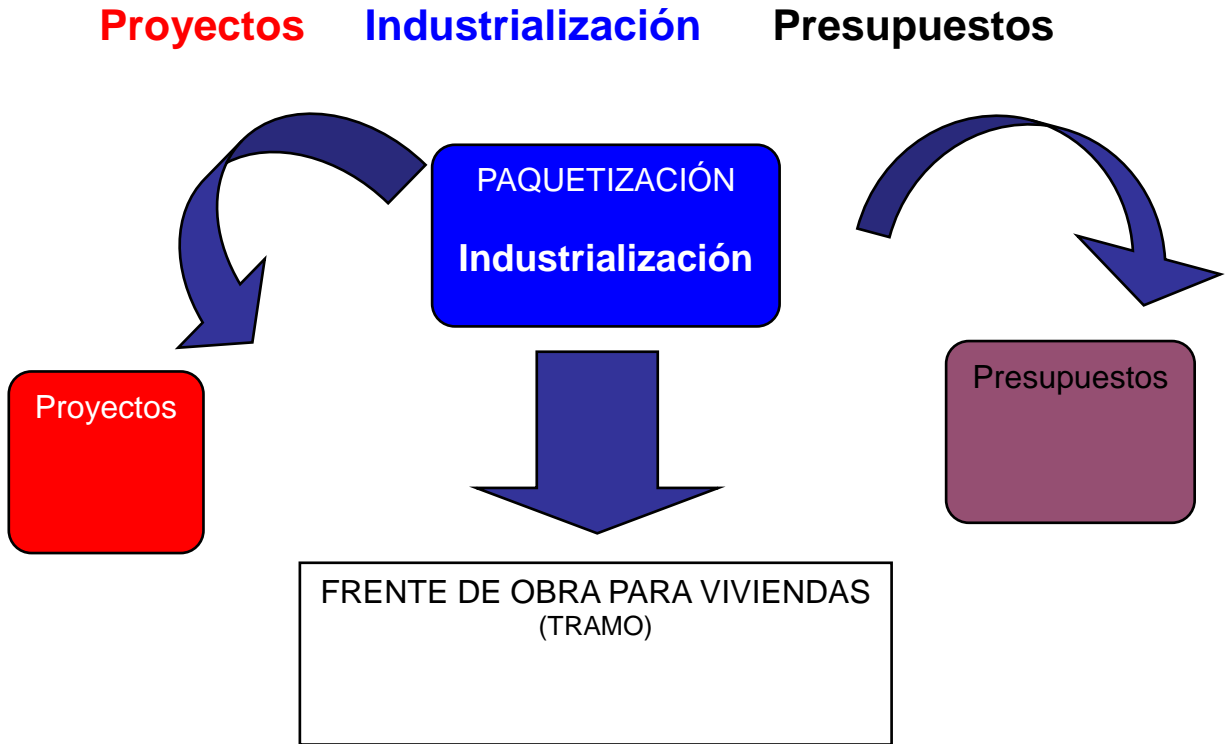 Proyectos Industrialización Presupuestos
PAQUETIZACIÓN
Industrialización
Proyectos
Presupuestos
FRENTE DE OBRA PARA VIVIENDAS
(TRAMO)